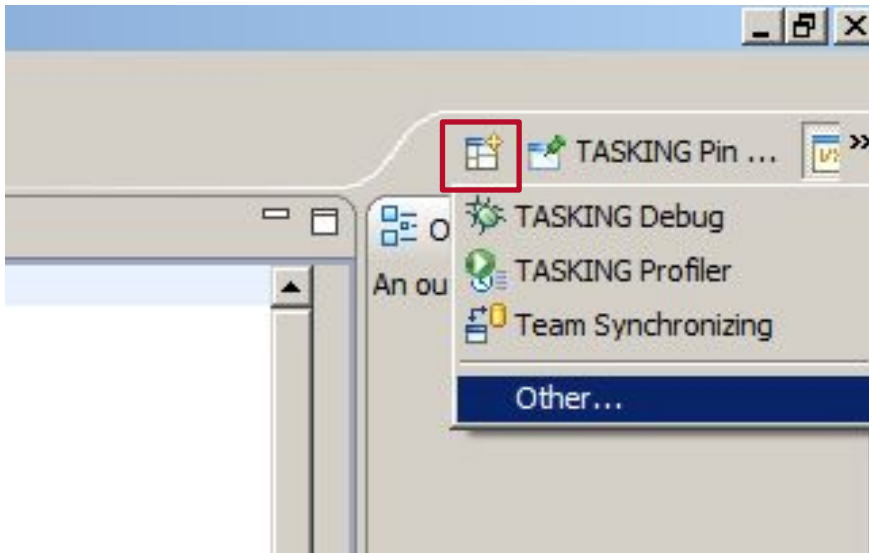 TASKING Pin ...
O
TASKING Debug
An ou
TASKING Profiler
Team Synchronizing
Other...